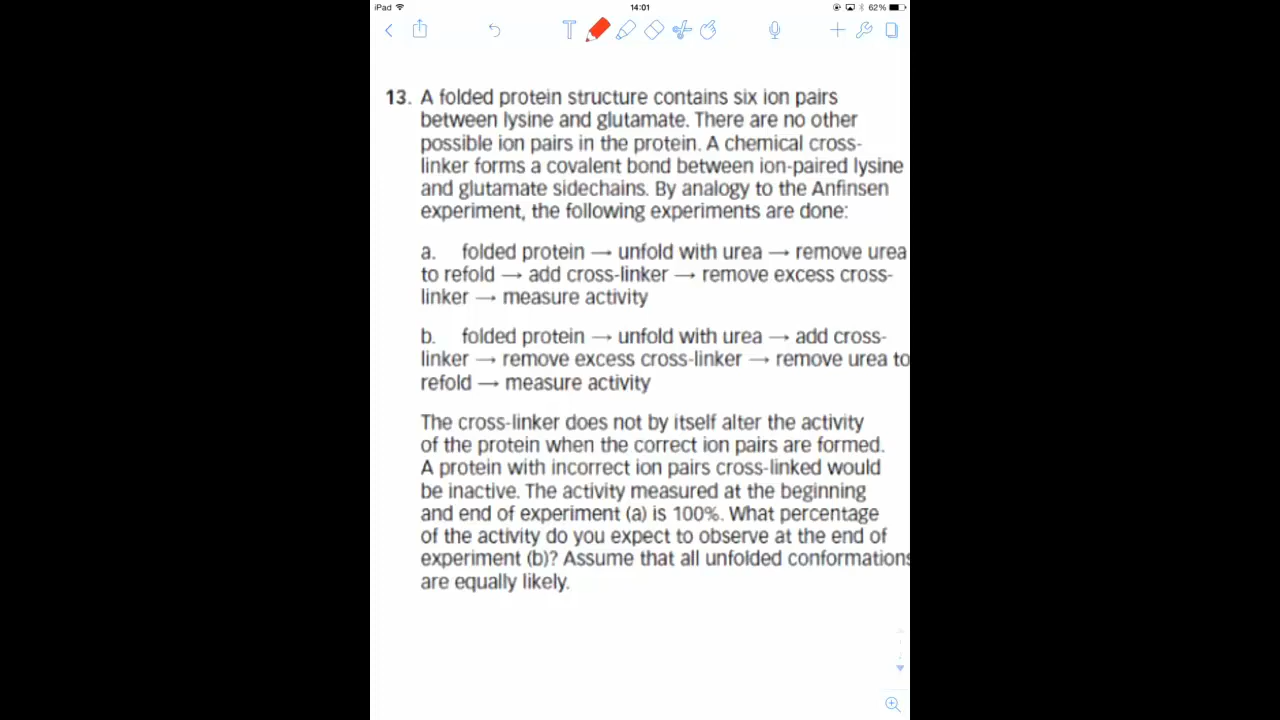 iPad 14:01 62%
T
13. A folded protein structure contains six ion pairs
between lysine and glutamate. There are no other
possible ion pairs in the protein. A chemical cross-
linker forms a covalent bond between ion-paired lysine
and glutamate sidechains. By analogy to the Anfinsen
experiment, the following experiments are done:
a. folded protein → unfold with urea → remove urea
to refold → add cross-linker → remove excess cross-
linker → measure activity
b. folded protein → unfold with urea → add cross-
linker → remove excess cross-linker → remove urea to
refold → measure activity
The cross-linker does not by itself alter the activity
of the protein when the correct ion pairs are formed.
A protein with incorrect ion pairs cross-linked would
be inactive. The activity measured at the beginning
and end of experiment (a) is 100%. What percentage
of the activity do you expect to observe at the end of
experiment (b)? Assume that all unfolded conformations
are equally likely.